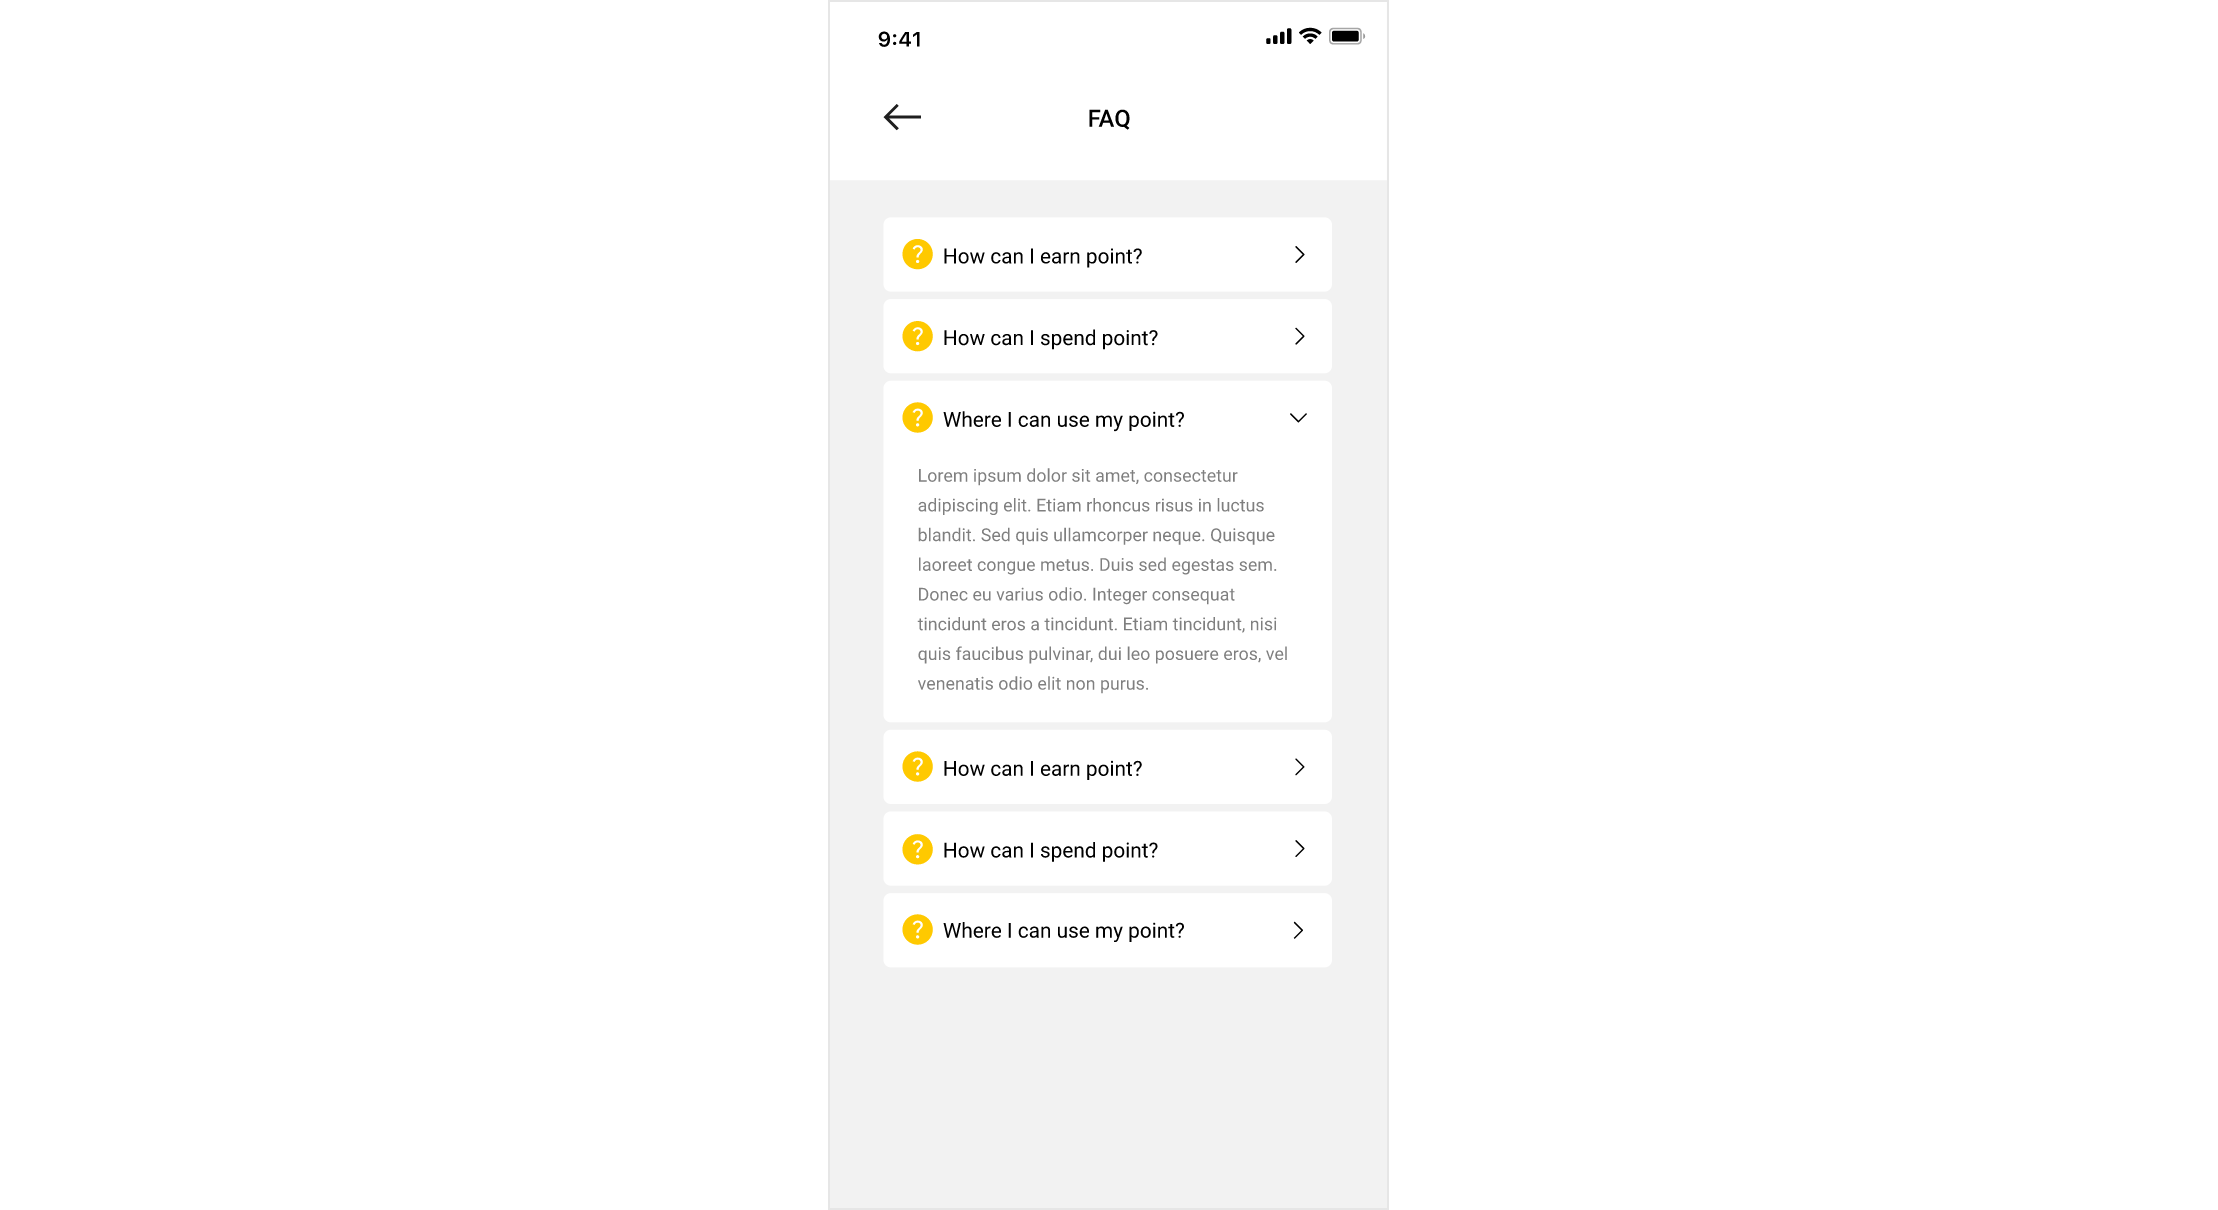 9:41
FAQ
? How can I earn point?
? How can I spend point?
? Where I can use my point?
Lorem ipsum dolor sit amet, consectetur
adipiscing elit. Etiam rhoncus risus in luctus
blandit. Sed quis ullamcorper neque. Quisque
laoreet congue metus. Duis sed egestas sem.
Donec eu varius odio. Integer consequat
tincidunt eros a tincidunt. Etiam tincidunt, nisi
quis faucibus pulvinar, dui leo posuere eros, vel
venenatis odio elit non purus.
? How can I earn point?
? How can I spend point?
? Where I can use my point?